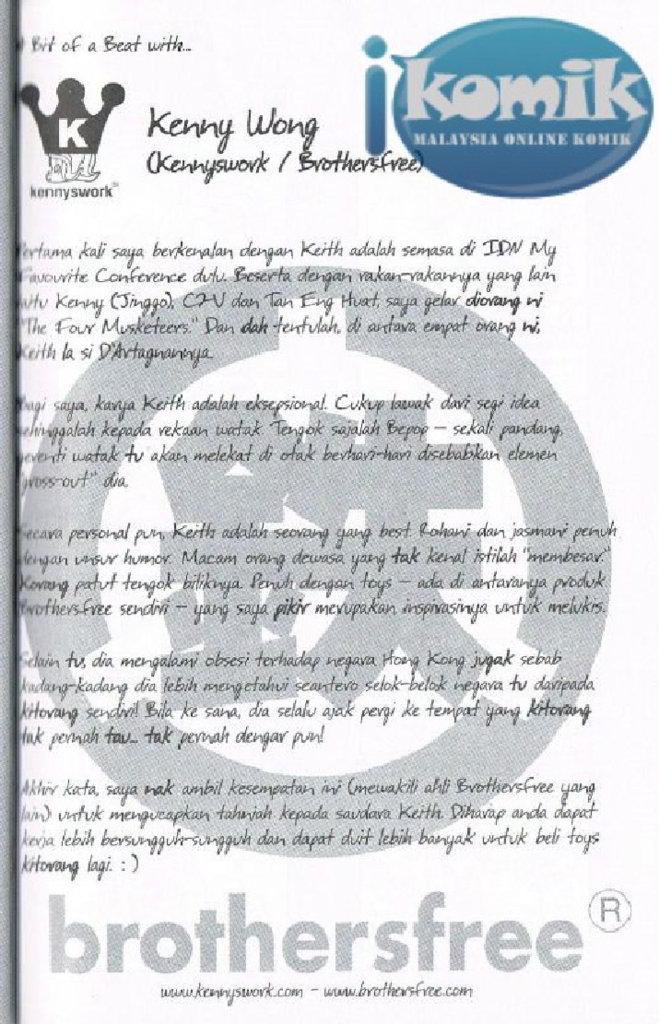 Bit of a Beat with...
ikomik
MALAYSIA ONLINE KOMIK
K
kennyswork
Kenny Wong
(Kennyswork / Brothersfree)
Pertama kali saya berkenalan dengan Keith adalah semasa di IDN My
Favourite Conference dulu. Beserta dengan rakan-rakannya yang lain
iaitu Kenny (Jinggo), C2V dan Tan Eng Huat, saya gelar diorang ni
"The Four Musketeers." Dan dah tentulah, di antara empat orang ni,
Keith la si D'Artagnannya.
Bagi saya, karya Keith adalah eksepsional. Cukup lawak dari segi idea
sehinggalah kepada rekaan watak. Tengok sajalah Bepop – sekali pandang,
seventi watak tu akan melekat di otak berhari-hari disebabkan elemen
"gross-out" dia.
Secara personal pun, Keith adalah seorang yang best. Rohani dan jasmani penuh
dengan unsur humor. Macam orang dewasa yang tak kenal istilah "membesar."
Korang patut tengok biliknya. Penuh dengan toys – ada di antaranya produk
Brothersfree sendiri – yang saya pikir merupakan inspirasinya untuk melukis.
Selain tu, dia mengalami obsesi terhadap negara Hong Kong jugak sebab
kadang-kadang dia lebih mengetahui seantero selok-belok negara tu daripada
kitorang sendiri! Bila ke sana, dia selalu ajak pergi ke tempat yang kitorang
tak pernah tau... tak pernah dengar pun!
Akhir kata, saya nak ambil kesempatan ini (mewakili ahli Brothersfree yang
lain) untuk mengucapkan tahniah kepada saudara Keith. Diharap anda dapat
kerja lebih bersungguh-sungguh dan dapat duit lebih banyak untuk beli toys
kitorang lagi. : )
brothersfree®
www.kennyswork.com – www.brothersfree.com